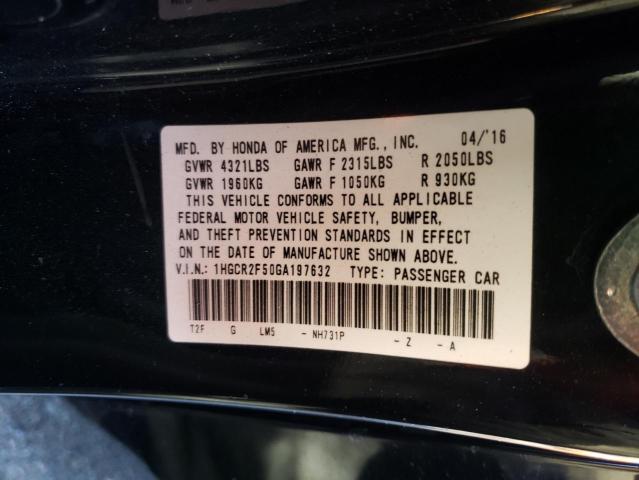 MFD. BY HONDA OF AMERICA MFG., INC. 04/'16
GVWR 4321LBS GAWR F 2315LBS R 2050LBS
GVWR 1960KG GAWR F 1050KG R 930KG
THIS VEHICLE CONFORMS TO ALL APPLICABLE
FEDERAL MOTOR VEHICLE SAFETY, BUMPER,
AND THEFT PREVENTION STANDARDS IN EFFECT
ON THE DATE OF MANUFACTURE SHOWN ABOVE.
V.I.N.: 1HGCR2F50GA197632 TYPE: PASSENGER CAR
T2F G LM5 - NH731P - Z - A